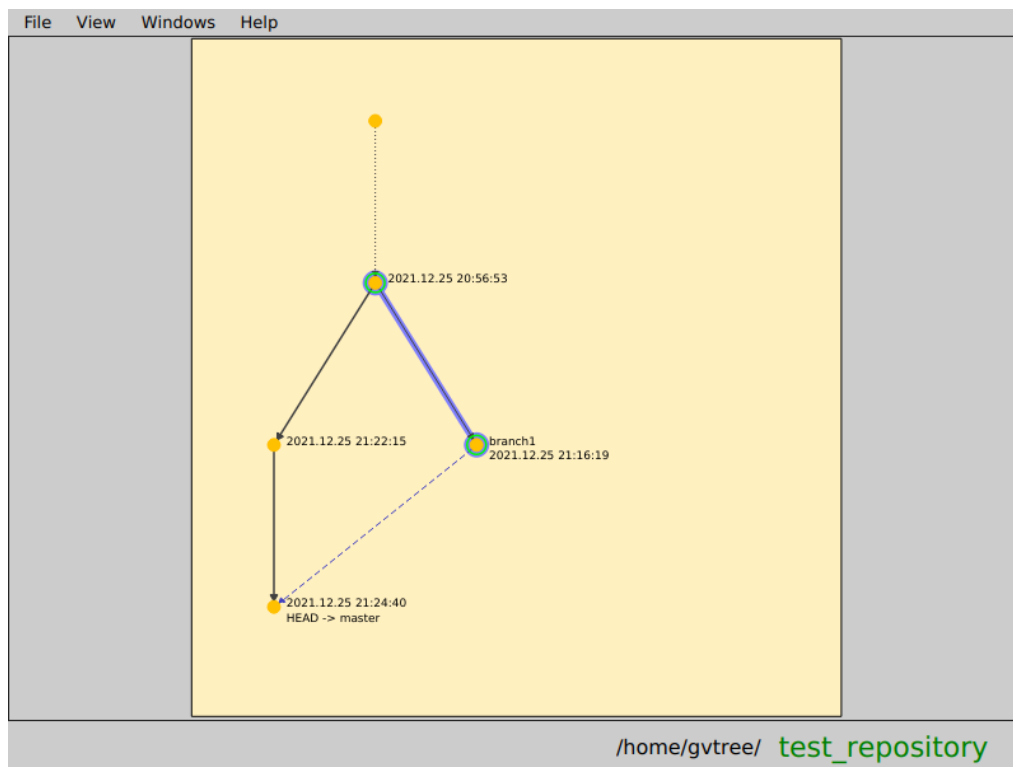 File View Windows Help
2021.12.25 20:56:53
2021.12.25 21:22:15
branch1
2021.12.25 21:16:19
2021.12.25 21:24:40
HEAD -> master
/home/gvtree/ test_repository